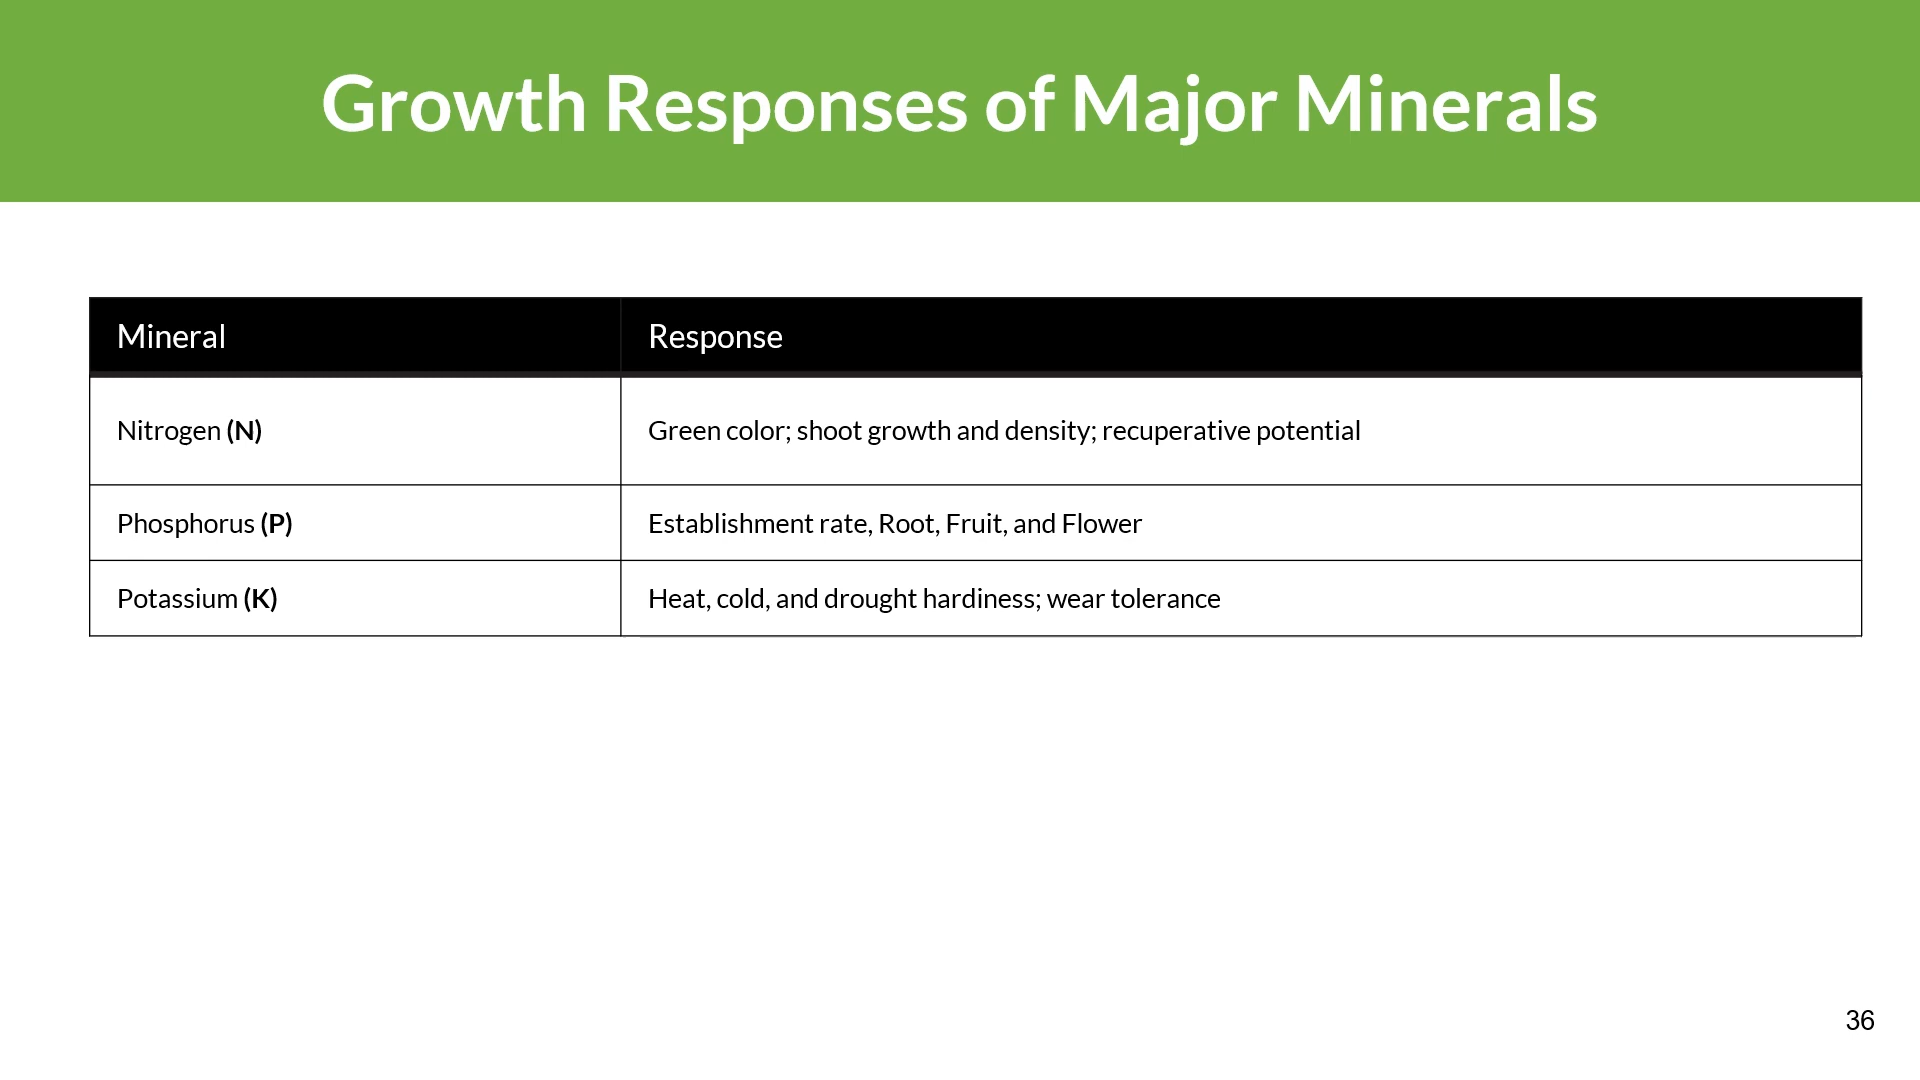 Growth Responses of Major Minerals
Mineral
Response
Nitrogen (N)
Green color; shoot growth and density; recuperative potential
Phosphorus (P)
Establishment rate, Root, Fruit, and Flower
Potassium (K)
Heat, cold, and drought hardiness; wear tolerance
36